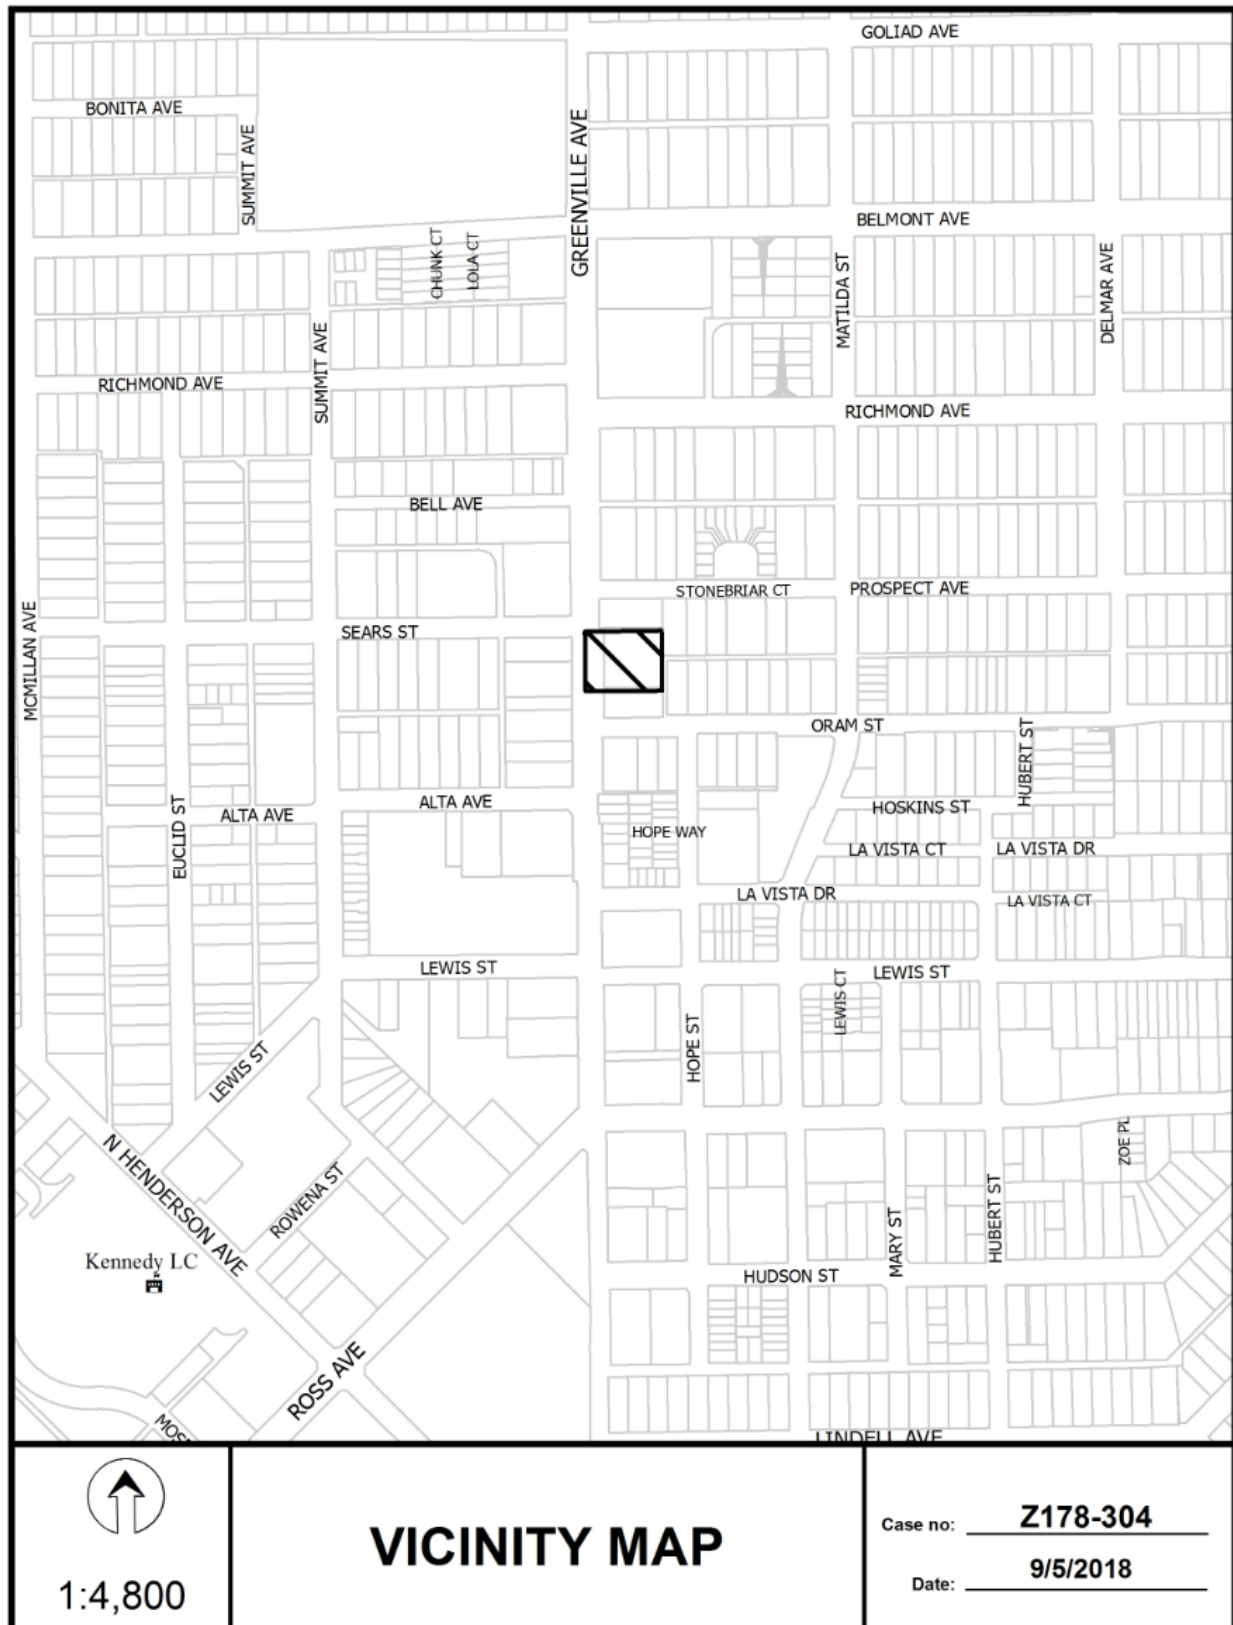 GOLIAD AVE
BONITA AVE
SUMMIT AVE
GREENVILLE AVE
BELMONT AVE
CHUNK CT
LOLA CT
MATILDA ST
DELMAR AVE
SUMMIT AVE
RICHMOND AVE
RICHMOND AVE
BELL AVE
STONEBRIAR CT
PROSPECT AVE
MCMILLAN AVE
SEARS ST
ORAM ST
HUBERT ST
EUCLID ST
ALTA AVE
ALTA AVE
HOSKINS ST
HOPE WAY
LA VISTA CT
LA VISTA DR
LA VISTA DR
LA VISTA CT
LEWIS ST
LEWIS ST
LEWIS CT
HOPE ST
LEWIS ST
ZOE PL
N HENDERSON AVE
ROWENA ST
MARY ST
HUBERT ST
Kennedy LC
HUDSON ST
ROSS AVE
LINDELL AVE
1:4,800
VICINITY MAP
Case no: Z178-304
Date: 9/5/2018